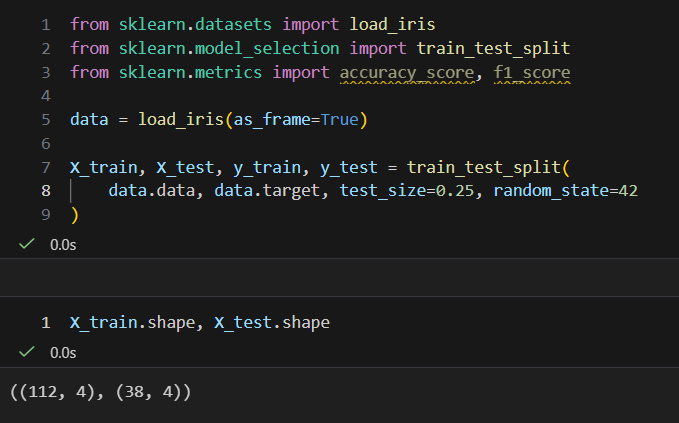 1 from sklearn.datasets import load_iris
2 from sklearn.model_selection import train_test_split
3 from sklearn.metrics import accuracy_score, f1_score
4
5 data = load_iris(as_frame=True)
6
7 X_train, X_test, y_train, y_test = train_test_split(
8     data.data, data.target, test_size=0.25, random_state=42
9 )
0.0s
1 X_train.shape, X_test.shape
0.0s
((112, 4), (38, 4))